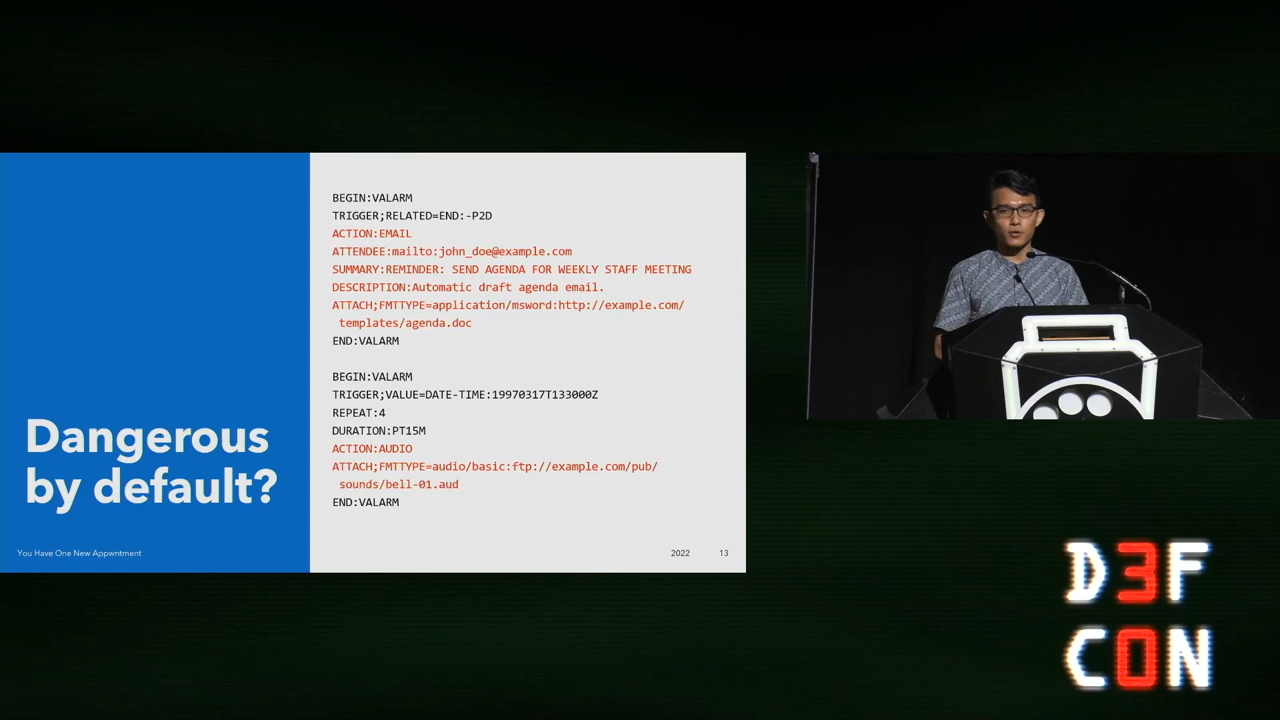 BEGIN:VALARM
TRIGGER;RELATED=END:-P2D
ACTION:EMAIL
ATTENDEE:mailto:john_doe@example.com
SUMMARY:REMINDER: SEND AGENDA FOR WEEKLY STAFF MEETING
DESCRIPTION:Automatic draft agenda email.
ATTACH;FMTTYPE=application/msword:http://example.com/
templates/agenda.doc
END:VALARM
BEGIN:VALARM
TRIGGER;VALUE=DATE-TIME:19970317T133000Z
REPEAT:4
DURATION:PT15M
ACTION:AUDIO
ATTACH;FMTTYPE=audio/basic:ftp://example.com/pub/
sounds/bell-01.aud
END:VALARM
Dangerous
by default?
You Have One New Appwntment
2022
13
D3F
C0N